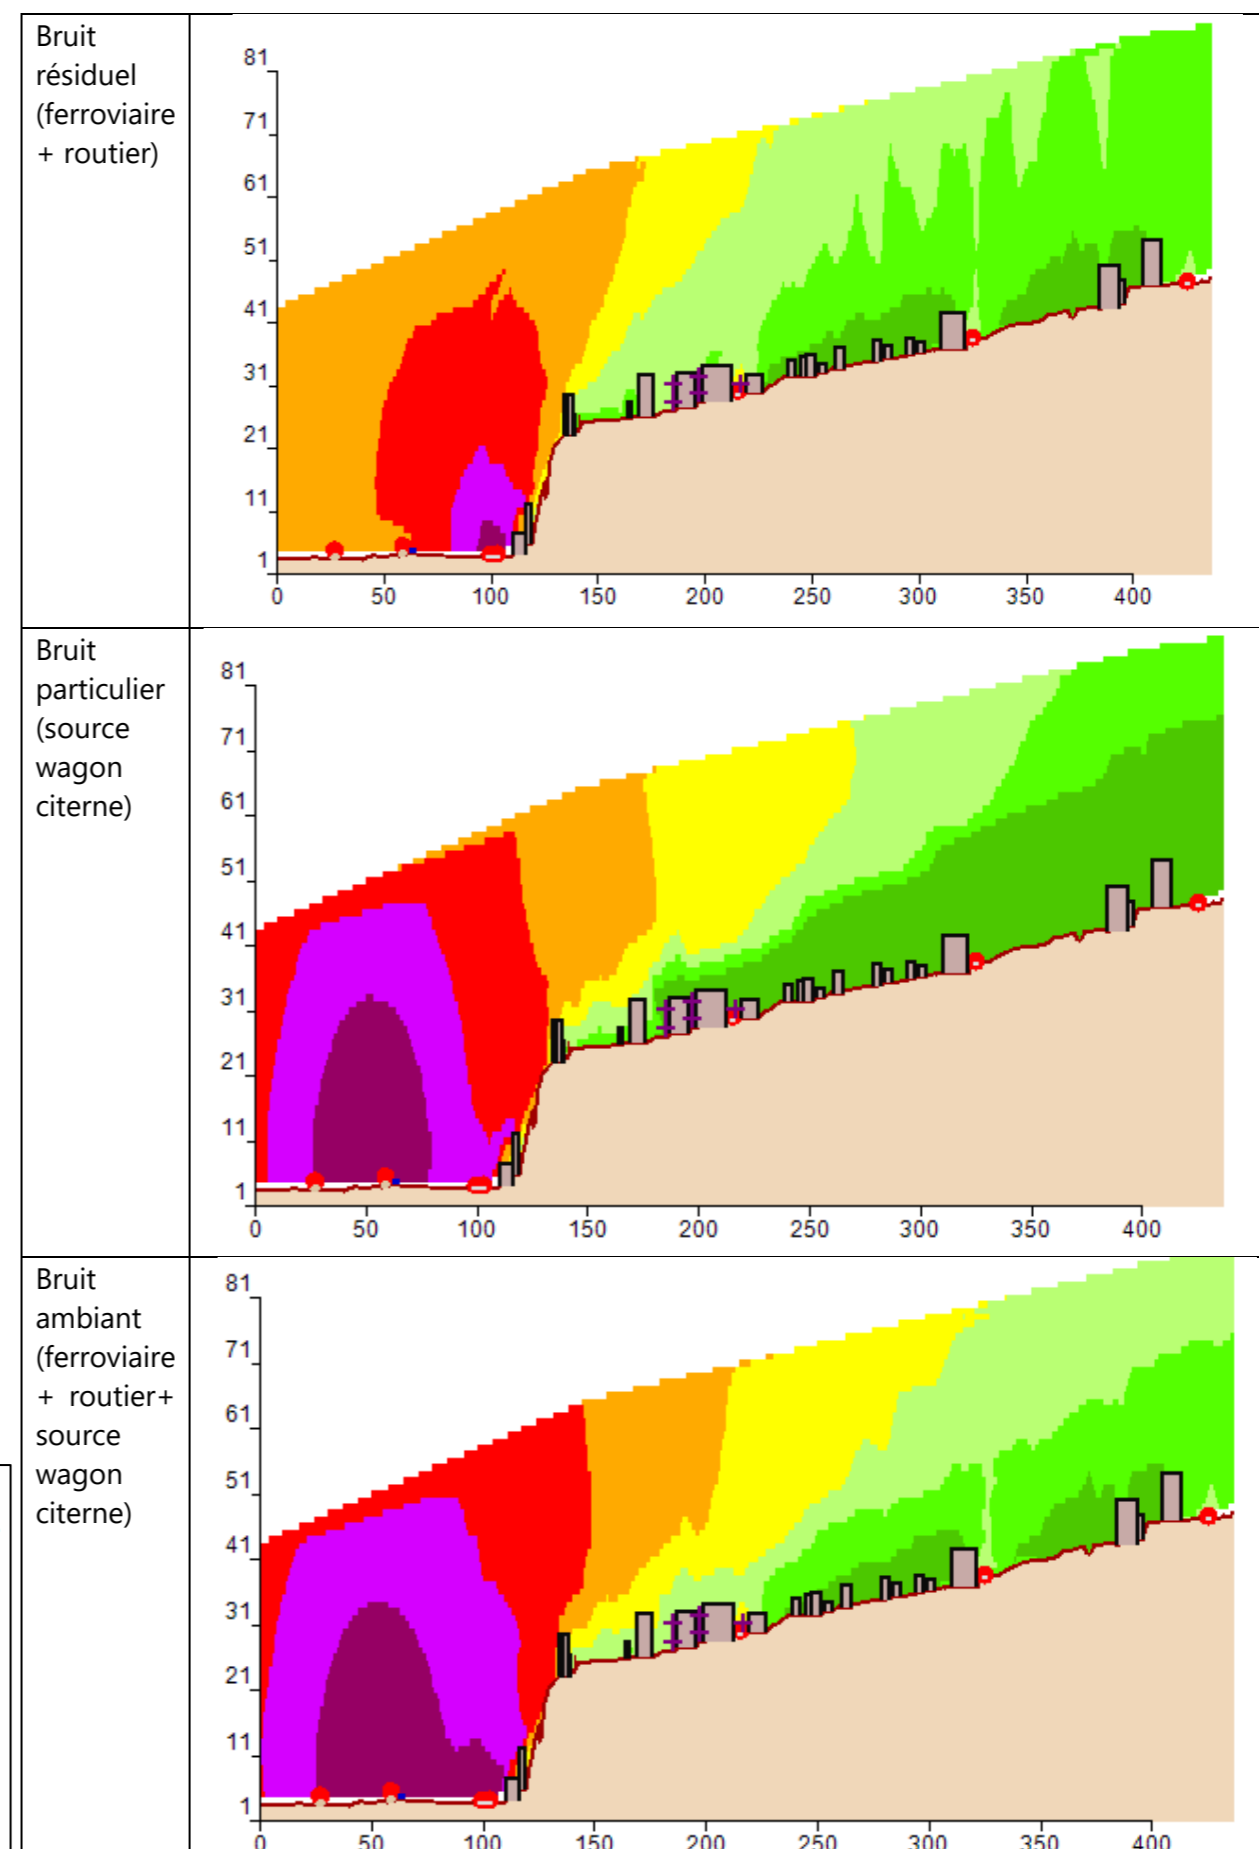 Bruit
résiduel
(ferroviaire
+ routier)
81
71
61
51
41
31
21
11
1
0 50 100 150 200 250 300 350 400
Bruit
particulier
(source
wagon
citerne)
81
71
61
51
41
31
21
11
1
0 50 100 150 200 250 300 350 400
Bruit
ambiant
(ferroviaire
+ routier+
source
wagon
citerne)
81
71
61
51
41
31
21
11
1
0 50 100 150 200 250 300 350 400